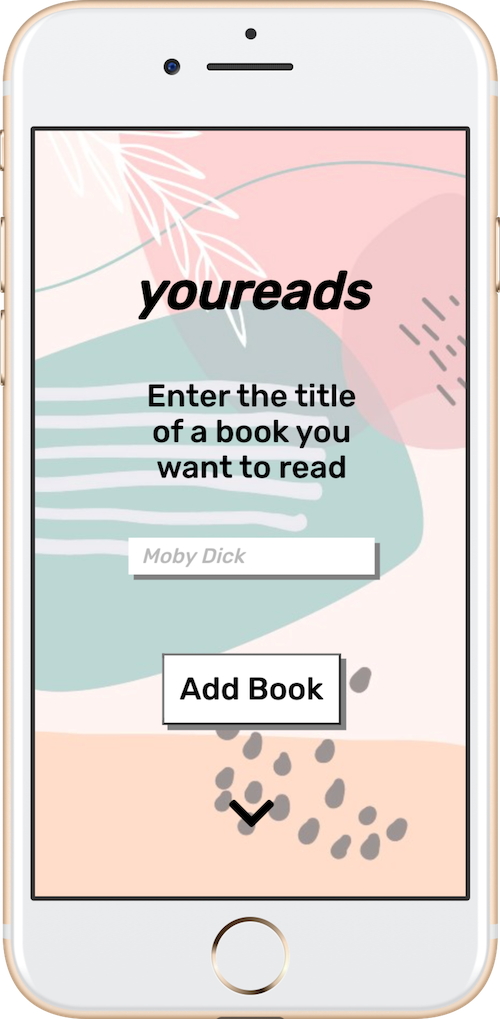 youreads
Enter the title
of a book you
want to read
Moby Dick
Add Book